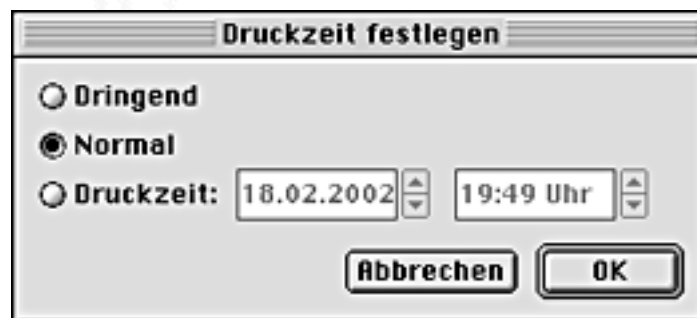 Druckzeit festlegen
Dringend
Normal
Druckzeit: 18.02.2002 19:49 Uhr
Abbrechen OK